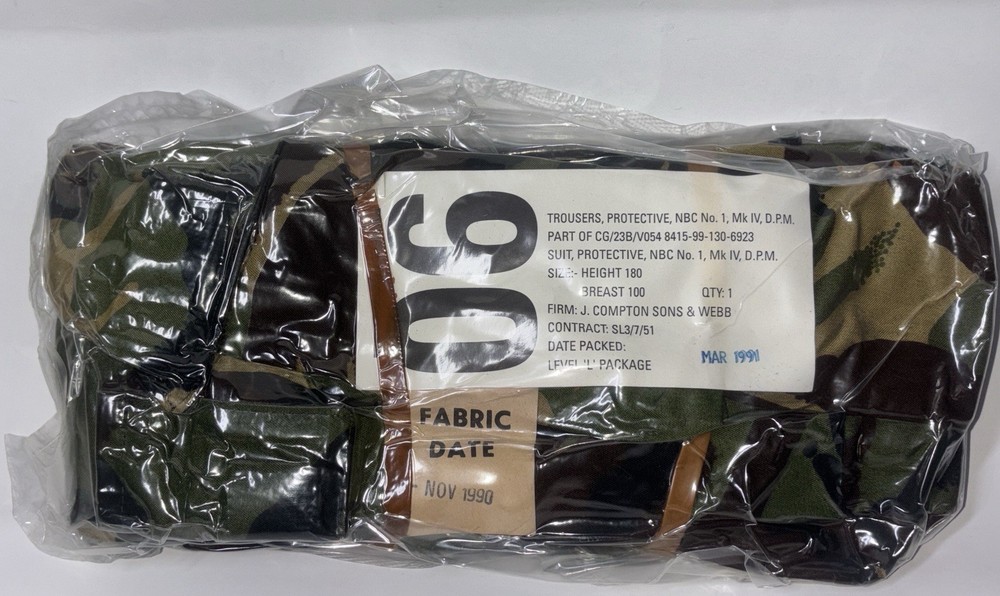 06
TROUSERS, PROTECTIVE, NBC No. 1, Mk IV, D.P.M.
PART OF CG/23B/V054 8415-99-130-6923
SUIT, PROTECTIVE, NBC No. 1, Mk IV, D.P.M.
SIZE:- HEIGHT 180
BREAST 100 QTY: 1
FIRM: J. COMPTON SONS & WEBB
CONTRACT: SL3/7/51
DATE PACKED: MAR 1991
LEVEL 'L' PACKAGE
FABRIC
DATE
- NOV 1990